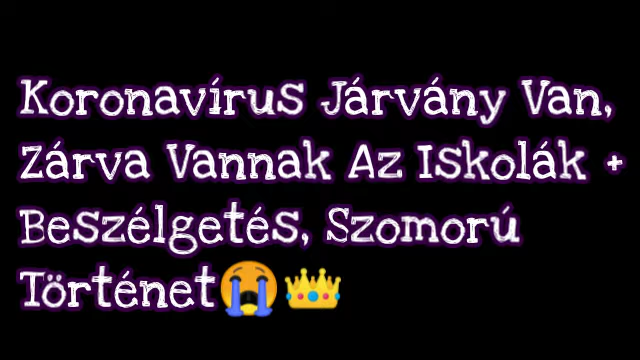 Koronavírus Járvány Van,
Zárva Vannak Az Iskolák +
Beszélgetés, Szomorú
Történet😭👑